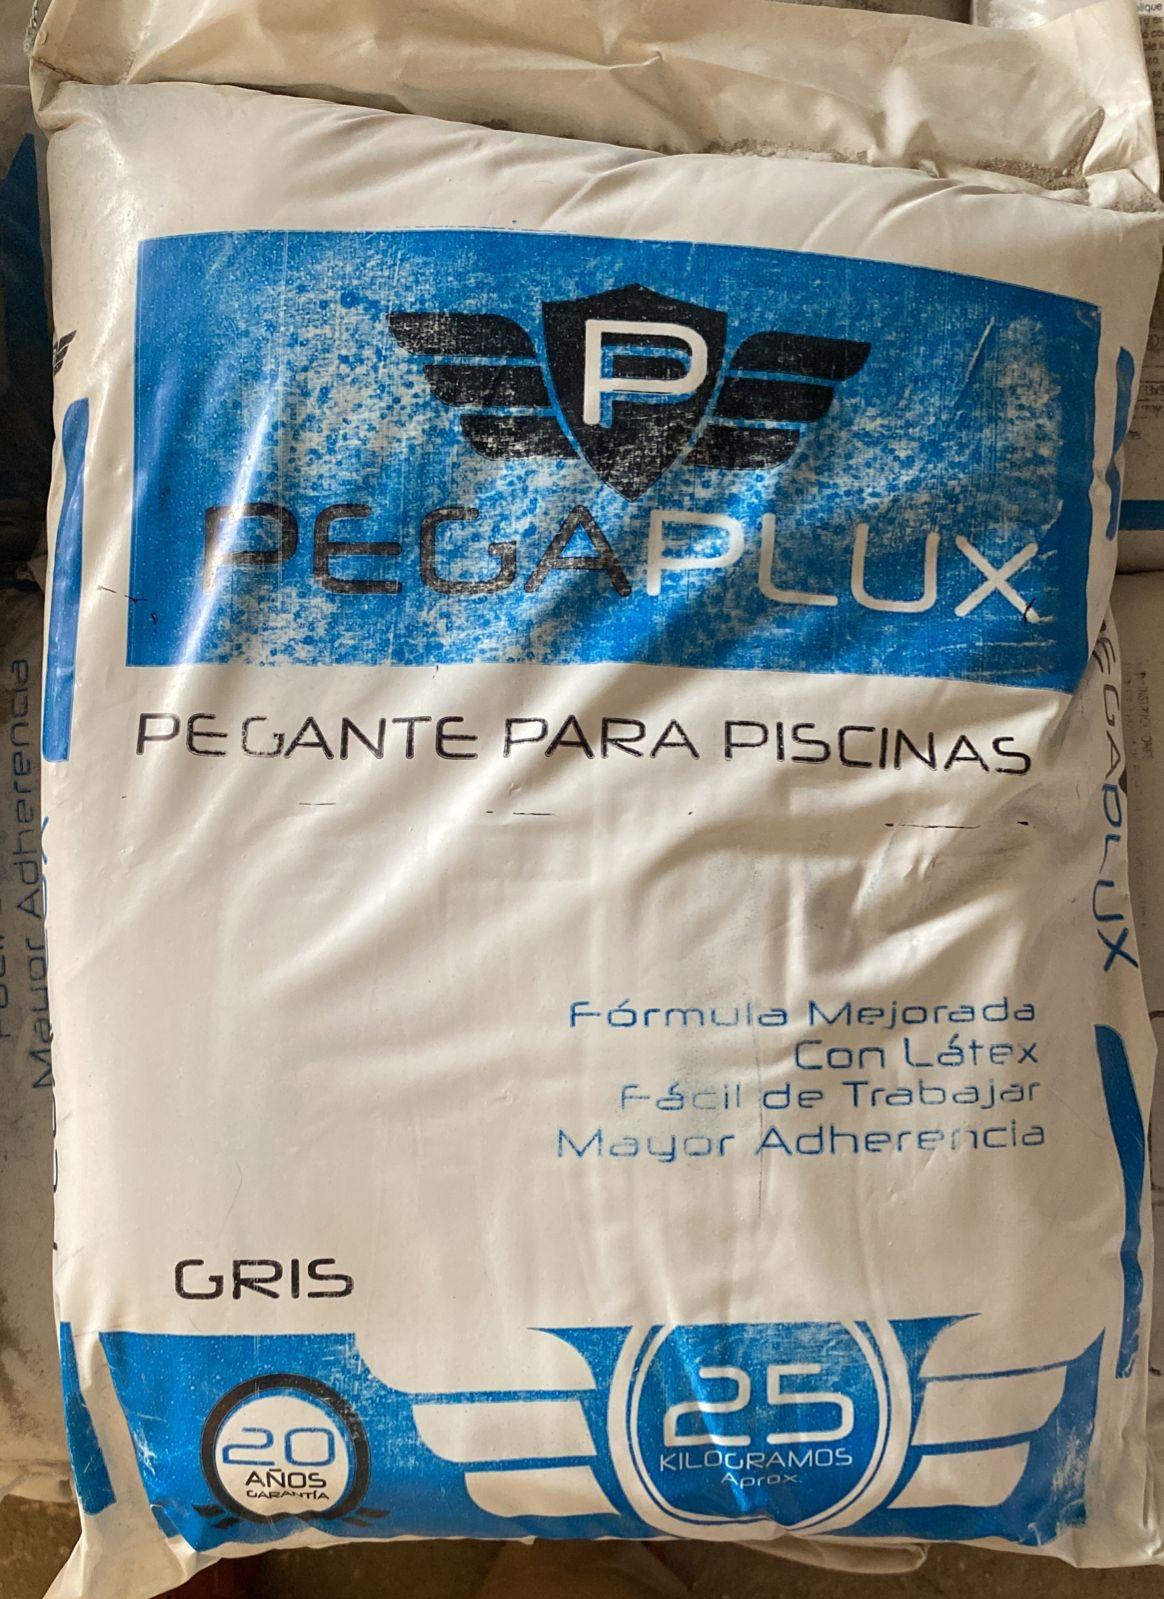 P
PEGAPLUX
PEGANTE PARA PISCINAS
Fórmula Mejorada
Con Látex
Fácil de Trabajar
Mayor Adherencia
GRIS
20
AÑOS
GARANTÍA
25
KILOGRAMOS
Aprox.
Mayor Adherencia
PEGAPLUX